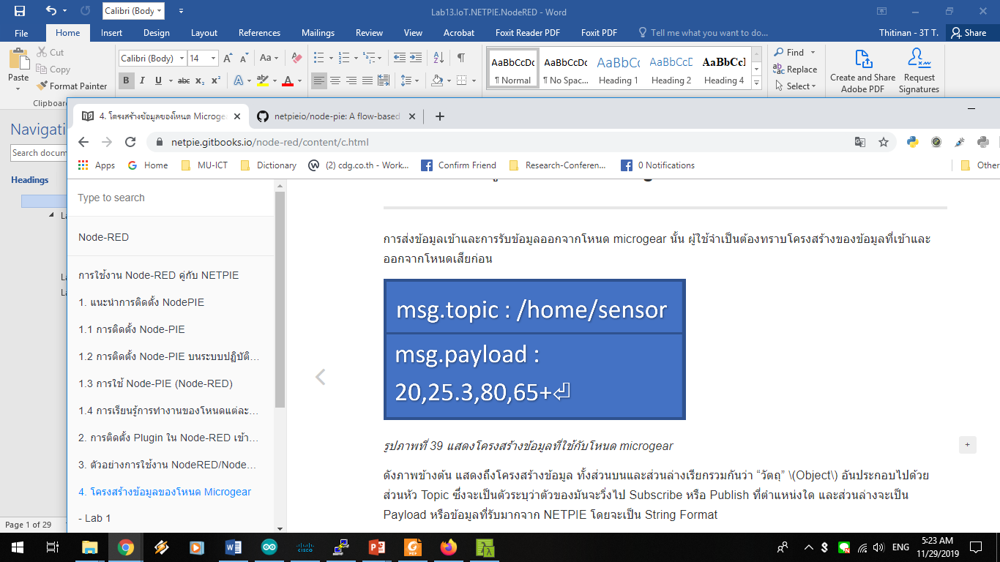 Calibri (Body
Lab13.IoT.NETPIE.NodeRED - Word
File Home Insert Design Layout References Mailings Review View Acrobat Foxit Reader PDF Foxit PDF Tell me what you want to do... Thitinan - 3T T. Share
Paste
Cut
Copy
Format Painter
Clipboard
Calibri (Body) 14
AaBbCcDc AaBbCcDc AaBbC AaBbCcD AaBbCcI
¶ Normal ¶ No Spac... Heading 1 Heading 2 Heading 4
Find
Replace
Select
Create and Share
Adobe PDF
Request
Signatures
Navigati
Search docum
Headings
Page 1 of 29
4. โครงสร้างข้อมูลของโหนด Microgea
netpieio/node-pie: A flow-based
netpie.gitbooks.io/node-red/content/c.html
Apps Home MU-ICT Dictionary (2) cdg.co.th - Work... Confirm Friend Research-Conferen... 0 Notifications Other
Type to search
Node-RED
การใช้งาน Node-RED คู่กับ NETPIE
1. แนะนำการติดตั้ง NodePIE
1.1 การติดตั้ง Node-PIE
1.2 การติดตั้ง Node-PIE บนระบบปฏิบัติ...
1.3 การใช้ Node-PIE (Node-RED)
1.4 การเรียนรู้การทำงานของโหนดแต่ละ...
2. การติดตั้ง Plugin ใน Node-RED เข้า...
3. ตัวอย่างการใช้งาน NodeRED/Node...
4. โครงสร้างข้อมูลของโหนด Microgear
- Lab 1
การส่งข้อมูลเข้าและการรับข้อมูลออกจากโหนด microgear นั้น ผู้ใช้จำเป็นต้องทราบโครงสร้างของข้อมูลที่เข้าและ
ออกจากโหนดเสียก่อน
msg.topic : /home/sensor
msg.payload :
20,25.3,80,65+⏎
รูปภาพที่ 39 แสดงโครงสร้างข้อมูลที่ใช้กับโหนด microgear
ดังภาพข้างต้น แสดงถึงโครงสร้างข้อมูล ทั้งส่วนบนและส่วนล่างเรียกรวมกันว่า “วัตถุ” \(Object\) อันประกอบไปด้วย
ส่วนหัว Topic ซึ่งจะเป็นตัวระบุว่าตัวของมันจะวิ่งไป Subscribe หรือ Publish ที่ตำแหน่งใด และส่วนล่างจะเป็น
Payload หรือข้อมูลที่รับมาจาก NETPIE โดยจะเป็น String Format
ENG
5:23 AM
11/29/2019